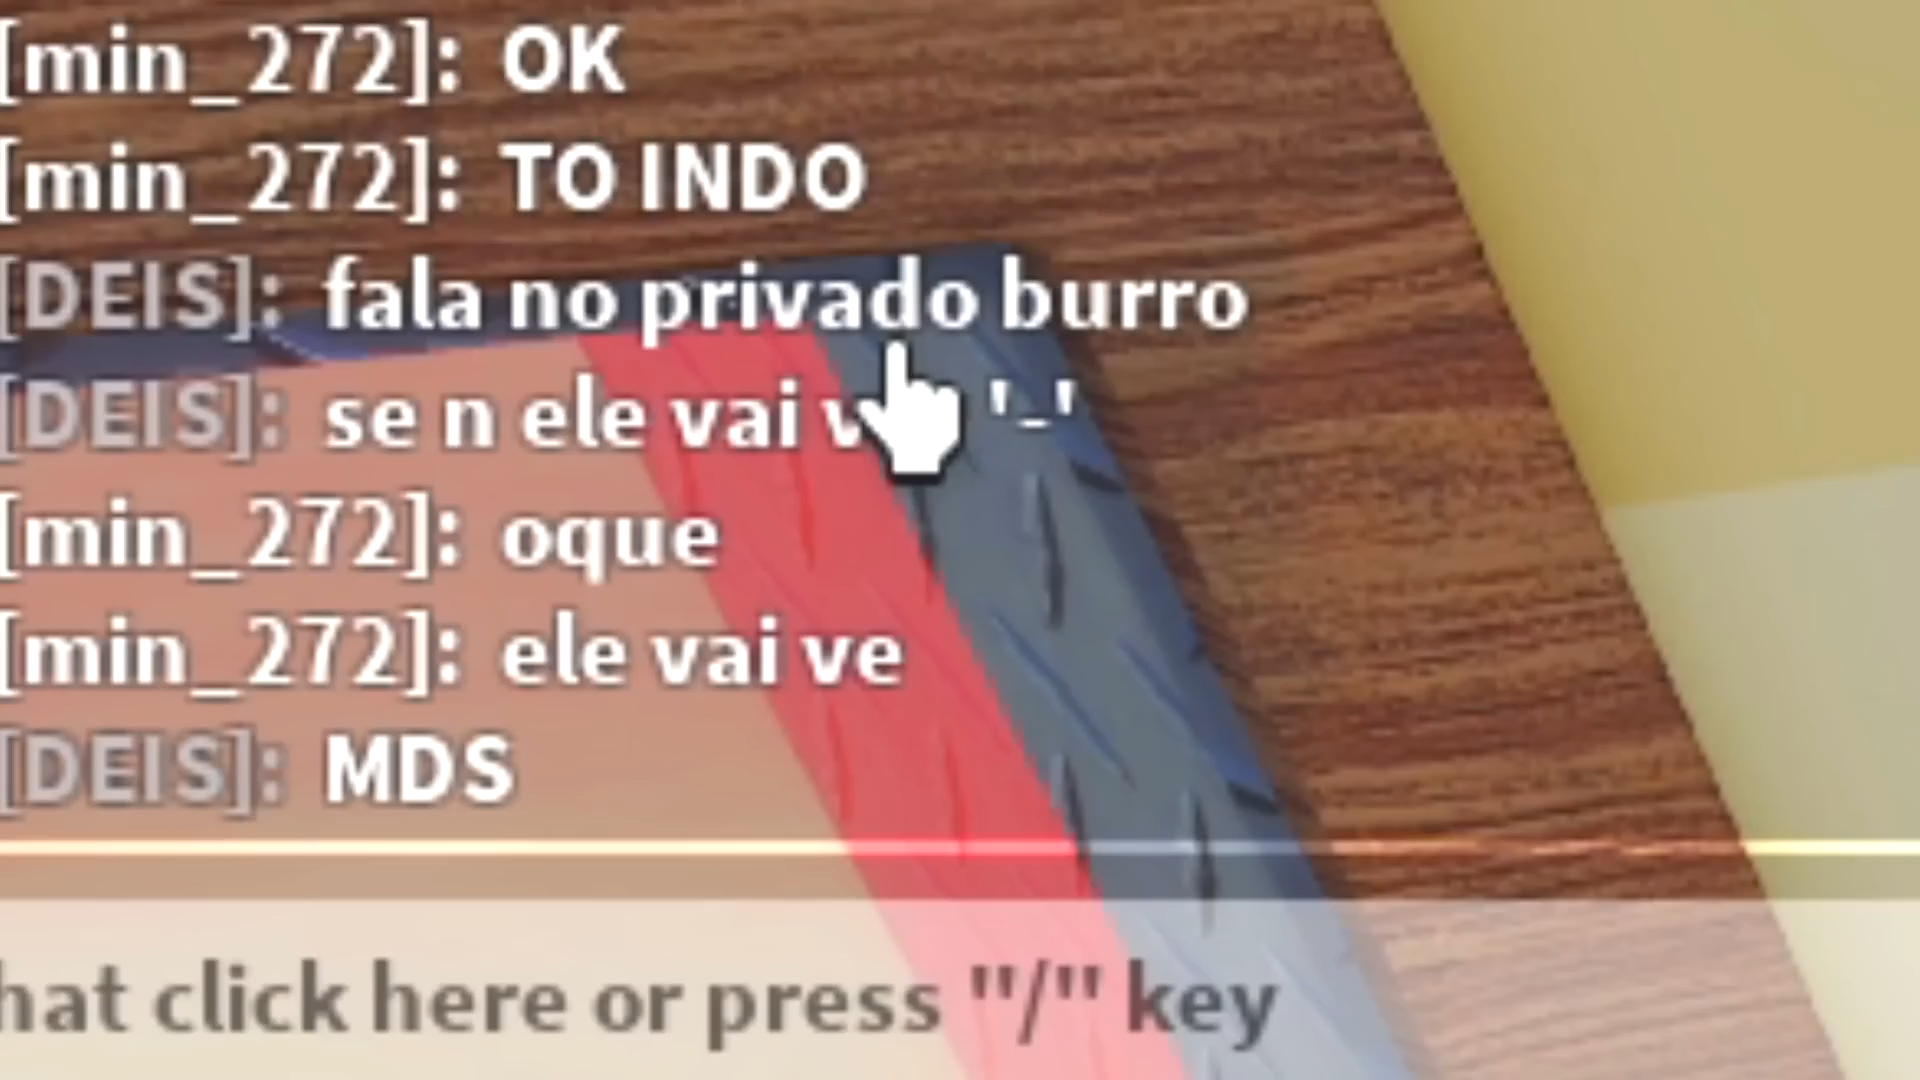 [min_272]: OK
[min_272]: TO INDO
[DEIS]: fala no privado burro
[DEIS]: se n ele vai '-'
[min_272]: oque
[min_272]: ele vai ve
[DEIS]: MDS
hat click here or press "/" key